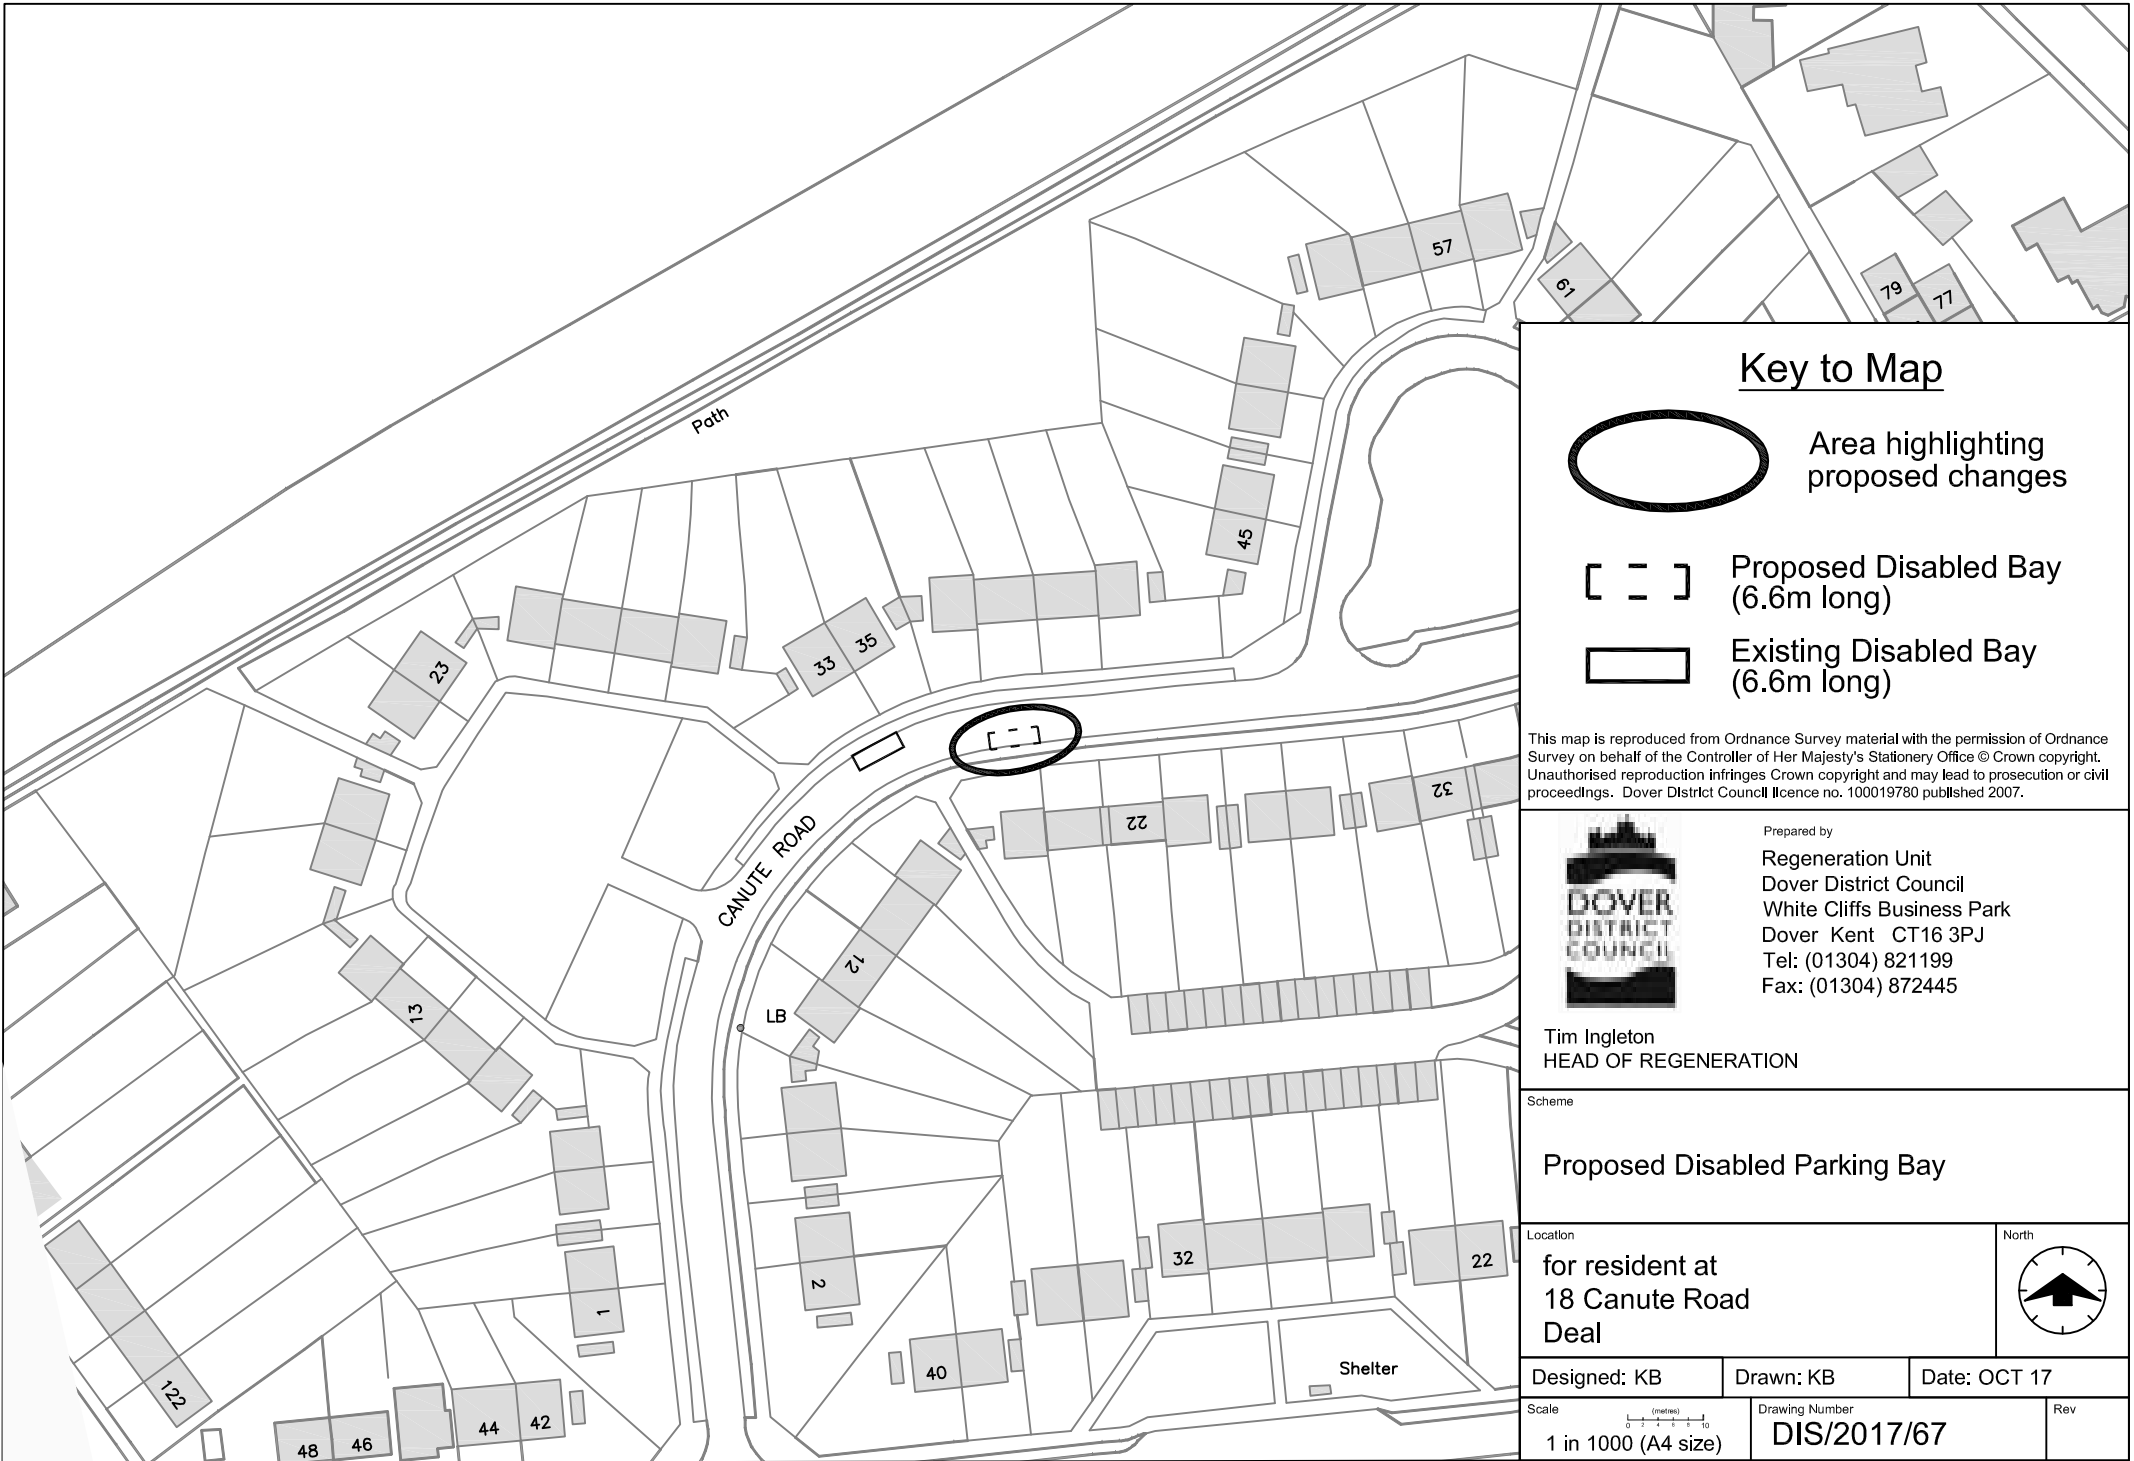 57
61
79
77
Path
45
33
35
23
CANUTE ROAD
22
32
12
LB
13
2
1
32
22
40
Shelter
122
48
46
44
42
Key to Map
Area highlighting
proposed changes
Proposed Disabled Bay
(6.6m long)
Existing Disabled Bay
(6.6m long)
This map is reproduced from Ordnance Survey material with the permission of Ordnance
Survey on behalf of the Controller of Her Majesty's Stationery Office © Crown copyright.
Unauthorised reproduction infringes Crown copyright and may lead to prosecution or civil
proceedings. Dover District Council licence no. 100019780 published 2007.
DOVER
DISTRICT
COUNCIL
Prepared by
Regeneration Unit
Dover District Council
White Cliffs Business Park
Dover Kent CT16 3PJ
Tel: (01304) 821199
Fax: (01304) 872445
Tim Ingleton
HEAD OF REGENERATION
Scheme
Proposed Disabled Parking Bay
Location
for resident at
18 Canute Road
Deal
North
Designed: KB
Drawn: KB
Date: OCT 17
Scale
(metres)
0 2 4 6 8 10
1 in 1000 (A4 size)
Drawing Number
DIS/2017/67
Rev